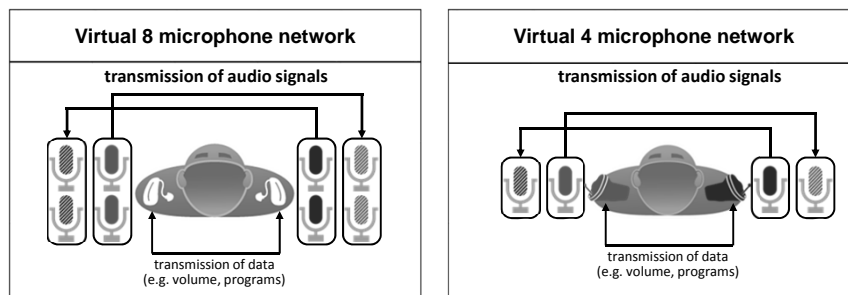 Virtual 8 microphone network
transmission of audio signals
transmission of data
(e.g. volume, programs)
Virtual 4 microphone network
transmission of audio signals
transmission of data
(e.g. volume, programs)